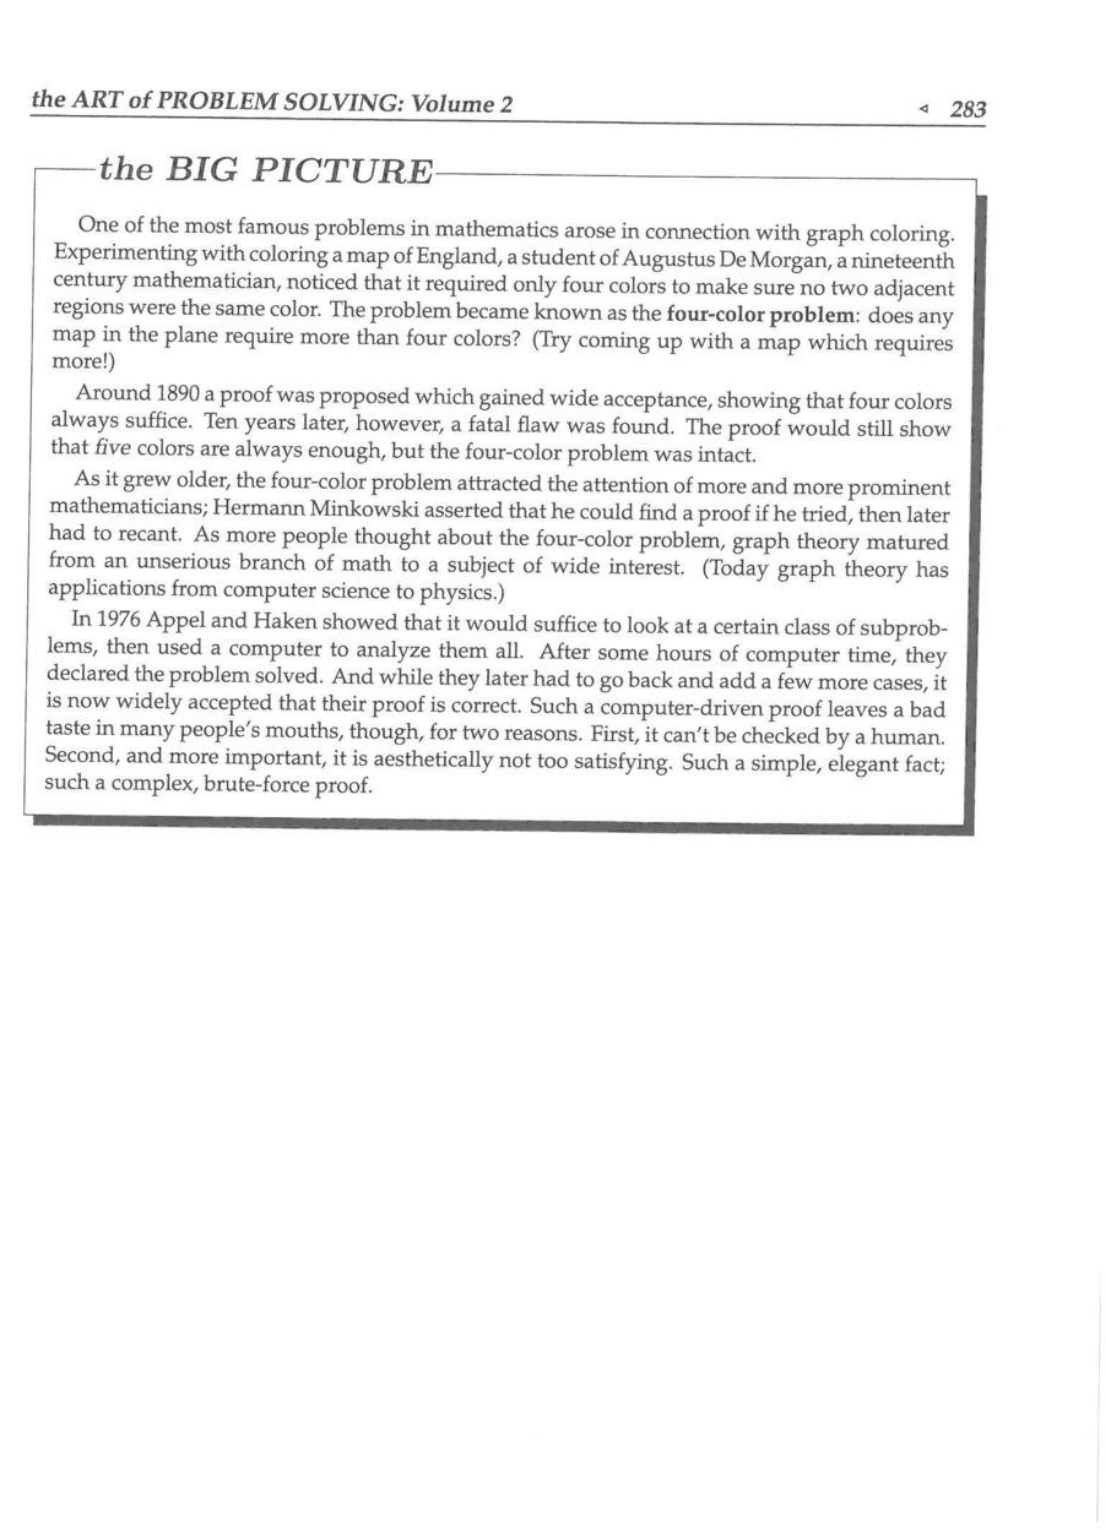 the ART of PROBLEM SOLVING: Volume 2 ◁ 283
the BIG PICTURE
One of the most famous problems in mathematics arose in connection with graph coloring.
Experimenting with coloring a map of England, a student of Augustus De Morgan, a nineteenth
century mathematician, noticed that it required only four colors to make sure no two adjacent
regions were the same color. The problem became known as the four-color problem: does any
map in the plane require more than four colors? (Try coming up with a map which requires
more!)
Around 1890 a proof was proposed which gained wide acceptance, showing that four colors
always suffice. Ten years later, however, a fatal flaw was found. The proof would still show
that five colors are always enough, but the four-color problem was intact.
As it grew older, the four-color problem attracted the attention of more and more prominent
mathematicians; Hermann Minkowski asserted that he could find a proof if he tried, then later
had to recant. As more people thought about the four-color problem, graph theory matured
from an unserious branch of math to a subject of wide interest. (Today graph theory has
applications from computer science to physics.)
In 1976 Appel and Haken showed that it would suffice to look at a certain class of subprob-
lems, then used a computer to analyze them all. After some hours of computer time, they
declared the problem solved. And while they later had to go back and add a few more cases, it
is now widely accepted that their proof is correct. Such a computer-driven proof leaves a bad
taste in many people's mouths, though, for two reasons. First, it can't be checked by a human.
Second, and more important, it is aesthetically not too satisfying. Such a simple, elegant fact;
such a complex, brute-force proof.